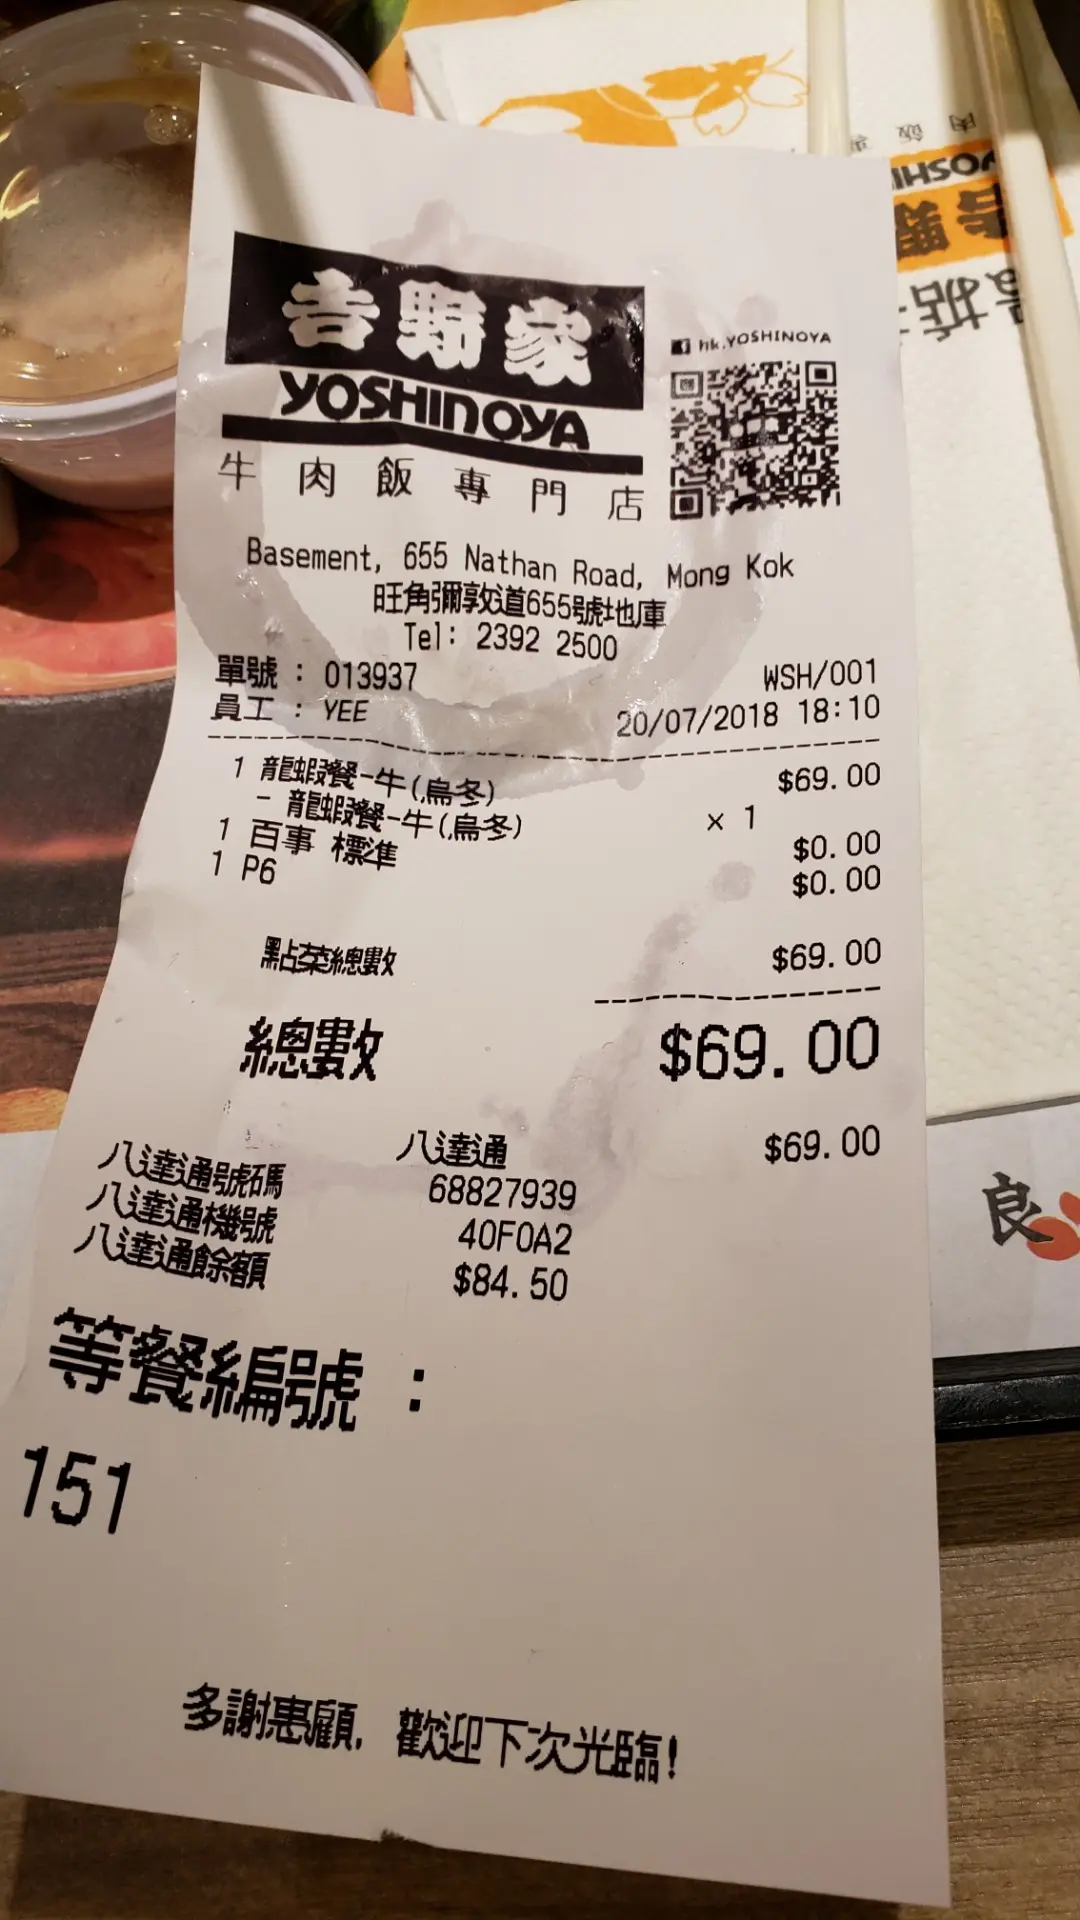 吉野家
YOSHINOYA
牛肉飯專門店
hk.YOSHINOYA
Basement, 655 Nathan Road, Mong Kok
旺角彌敦道655號地庫
Tel: 2392 2500
單號 : 013937 WSH/001
員工 : YEE 20/07/2018 18:10
1 龍蝦餐-牛(烏冬) $69.00
- 龍蝦餐-牛(烏冬) × 1
1 百事 標準 $0.00
1 P6 $0.00
點菜總數 $69.00
總數 $69.00
八達通 $69.00
八達通號碼 68827939
八達通機號 40F0A2
八達通餘額 $84.50
等餐編號 :
151
多謝惠顧, 歡迎下次光臨!
良